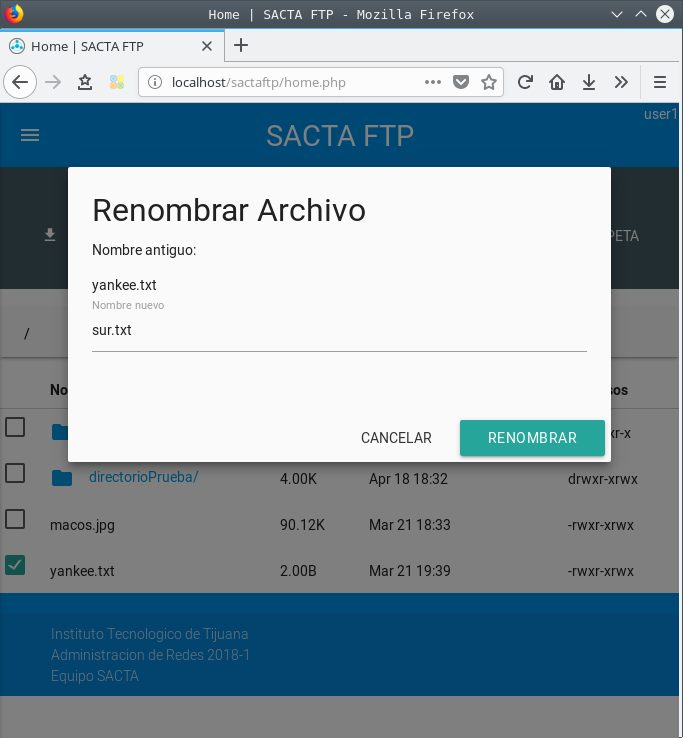 Home | SACTA FTP - Mozilla Firefox
Home | SACTA FTP
localhost/sactaftp/home.php
user1
SACTA FTP
PETA
Renombrar Archivo
Nombre antiguo:
yankee.txt
Nombre nuevo
sur.txt
CANCELAR RENOMBRAR
/
No sos
xr-x
directorioPrueba/ 4.00K Apr 18 18:32 drwxr-xrwx
macos.jpg 90.12K Mar 21 18:33 -rwxr-xrwx
yankee.txt 2.00B Mar 21 19:39 -rwxr-xrwx
Instituto Tecnologico de Tijuana
Administracion de Redes 2018-1
Equipo SACTA